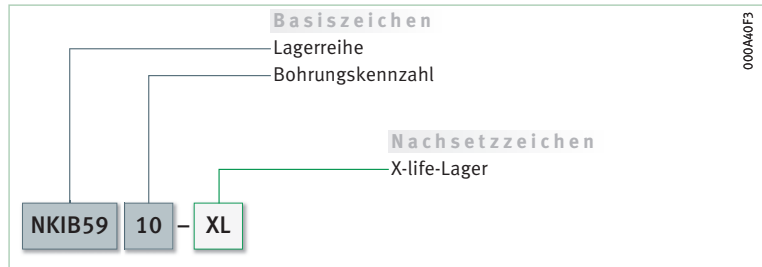 Basiszeichen
Lagerreihe
Bohrungskennzahl
Nachsetzzeichen
X-life-Lager
NKIB59 10 – XL
000A40F3